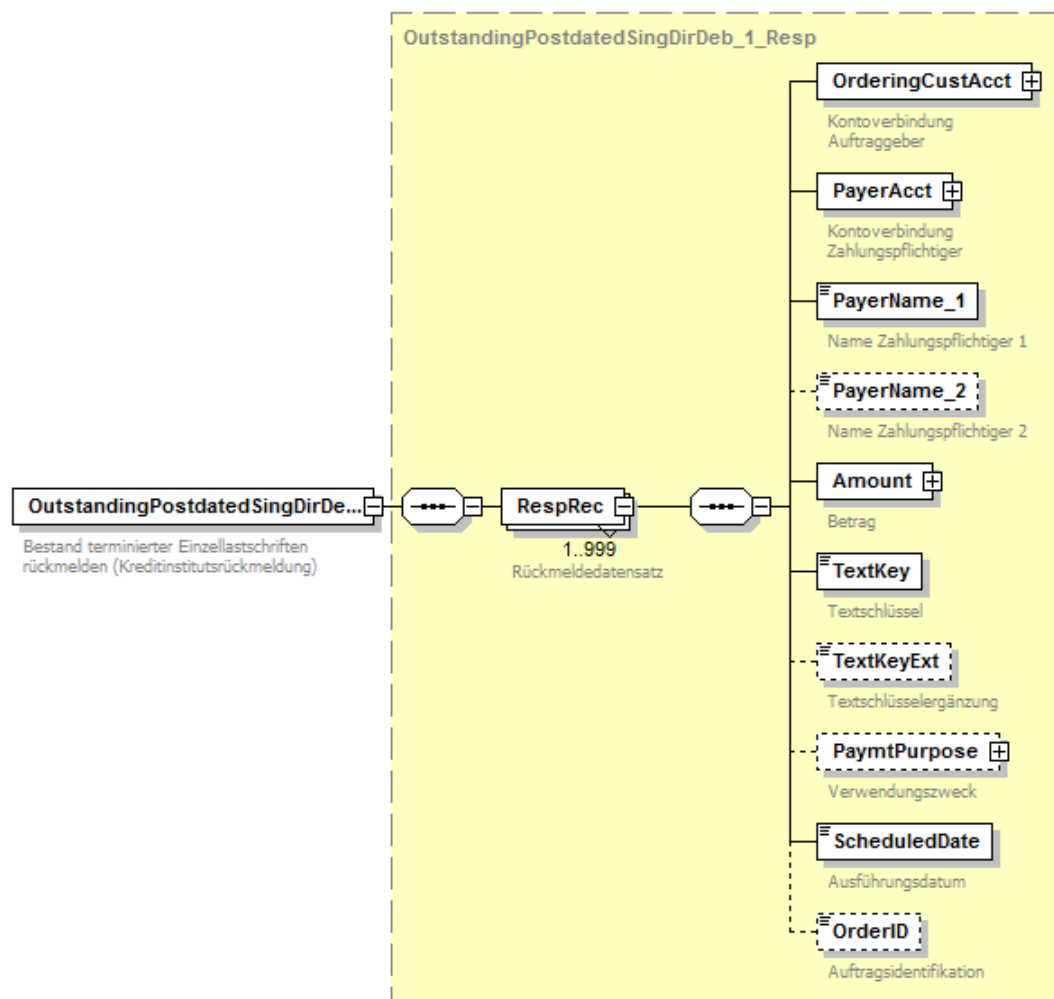 OutstandingPostdatedSingDirDeb_1_Resp
OrderingCustAcct
Kontoverbindung
Auftraggeber
PayerAcct
Kontoverbindung
Zahlungspflichtiger
PayerName_1
Name Zahlungspflichtiger 1
PayerName_2
Name Zahlungspflichtiger 2
OutstandingPostdatedSingDirDe...
Bestand terminierter Einzellastschriften
rückmelden (Kreditinstitutsrückmeldung)
RespRec
1..999
Rückmeldedatensatz
Amount
Betrag
TextKey
Textschlüssel
TextKeyExt
Textschlüsselergänzung
PaymtPurpose
Verwendungszweck
ScheduledDate
Ausführungsdatum
OrderID
Auftragsidentifikation